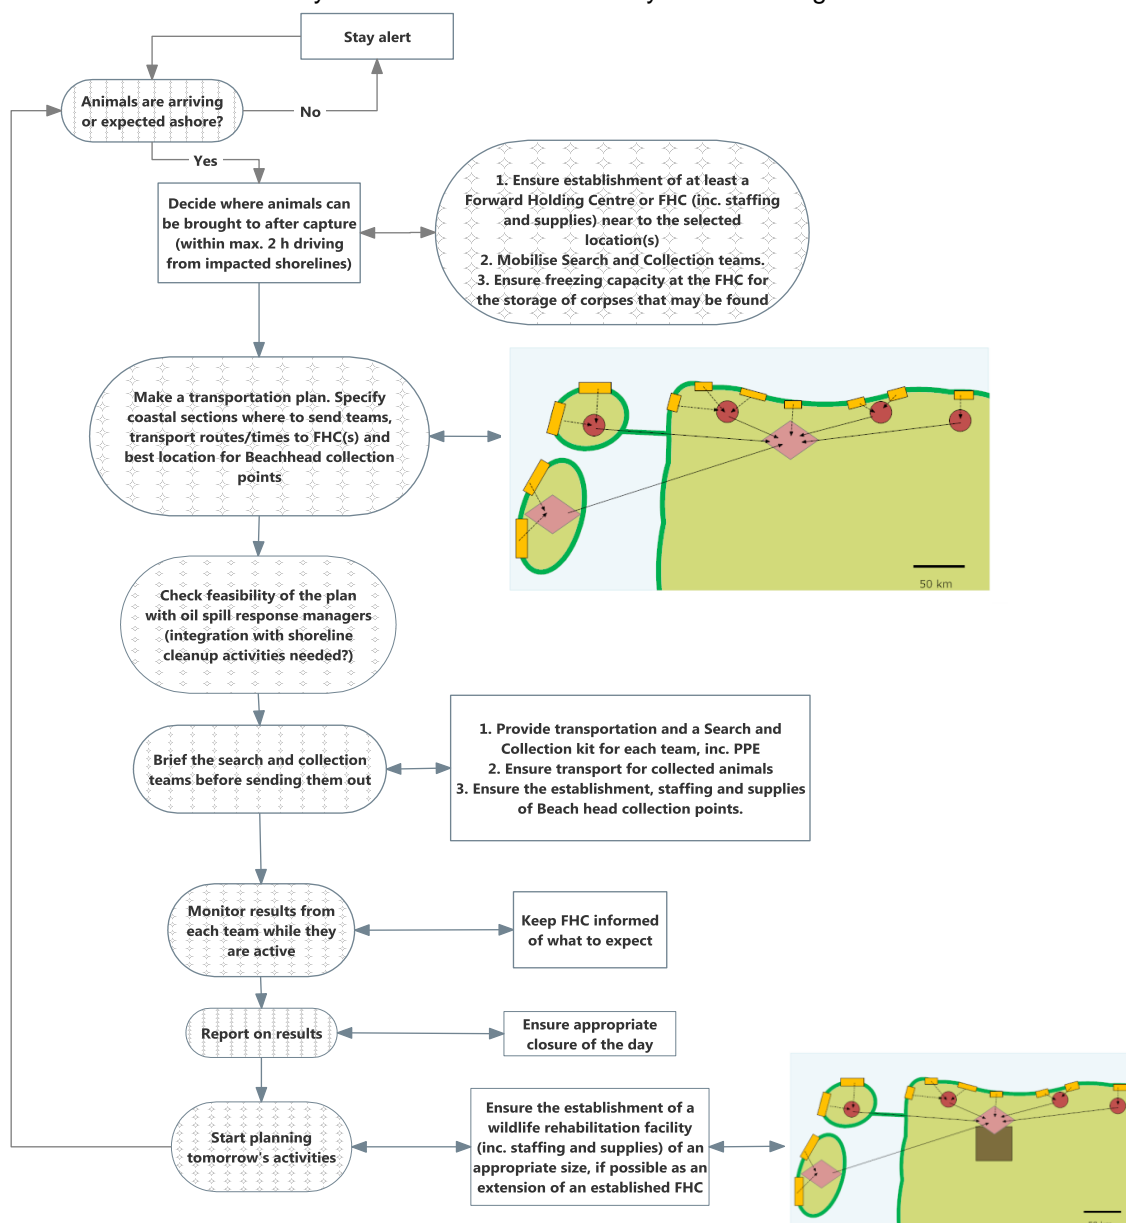 Stay alert
Animals are arriving
or expected ashore?
No
Yes
Decide where animals can
be brought to after capture
(within max. 2 h driving
from impacted shorelines)
1. Ensure establishment of at least a
Forward Holding Centre or FHC (inc. staffing
and supplies) near to the selected
location(s)
2. Mobilise Search and Collection teams.
3. Ensure freezing capacity at the FHC for
the storage of corpses that may be found
Make a transportation plan. Specify
coastal sections where to send teams,
transport routes/times to FHC(s) and
best location for Beachhead collection
points
50 km
Check feasibility of the plan
with oil spill response managers
(integration with shoreline
cleanup activities needed?)
Brief the search and collection
teams before sending them out
1. Provide transportation and a Search and
Collection kit for each team, inc. PPE
2. Ensure transport for collected animals
3. Ensure the establishment, staffing and supplies
of Beach head collection points.
Monitor results from
each team while they
are active
Keep FHC informed
of what to expect
Report on results
Ensure appropriate
closure of the day
Start planning
tomorrow's activities
Ensure the establishment of a
wildlife rehabilitation facility
(inc. staffing and supplies) of an
appropriate size, if possible as an
extension of an established FHC